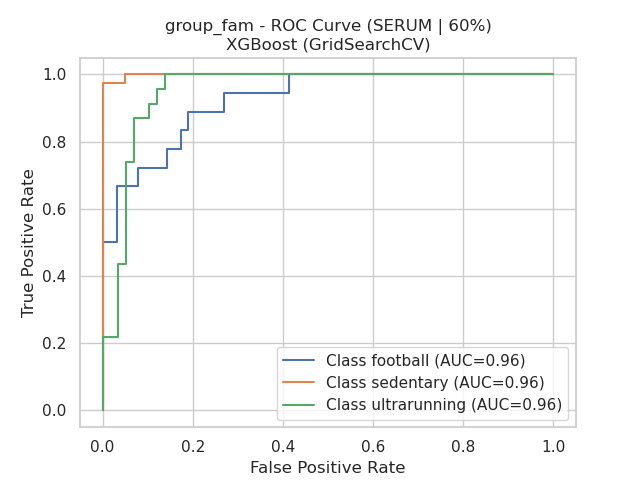 group_fam - ROC Curve (SERUM | 60%)
XGBoost (GridSearchCV)
True Positive Rate
1.0
0.8
0.6
0.4
0.2
0.0
Class football (AUC=0.96)
Class sedentary (AUC=0.96)
Class ultrarunning (AUC=0.96)
0.0 0.2 0.4 0.6 0.8 1.0
False Positive Rate